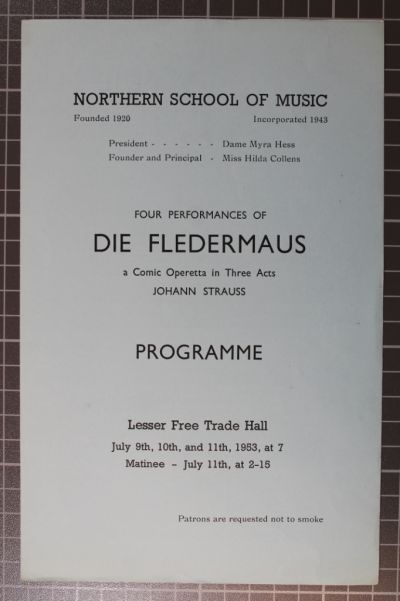 NORTHERN SCHOOL OF MUSIC
Founded 1920 Incorporated 1943
President - - - - - - Dame Myra Hess
Founder and Principal - Miss Hilda Collens
FOUR PERFORMANCES OF
DIE FLEDERMAUS
a Comic Operetta in Three Acts
JOHANN STRAUSS
PROGRAMME
Lesser Free Trade Hall
July 9th, 10th, and 11th, 1953, at 7
Matinee – July 11th, at 2–15
Patrons are requested not to smoke